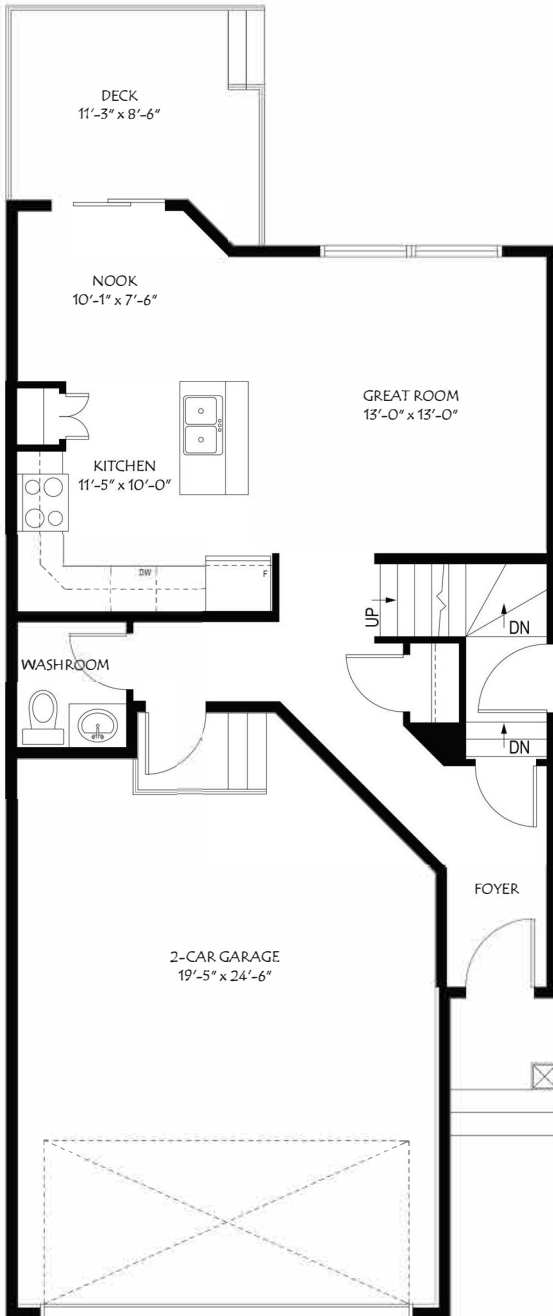 DECK
11'-3" x 8'-6"
NOOK
10'-1" x 7'-6"
GREAT ROOM
13'-0" x 13'-0"
KITCHEN
11'-5" x 10'-0"
DW
F
UP
DN
WASHROOM
DN
FOYER
2-CAR GARAGE
19'-5" x 24'-6"